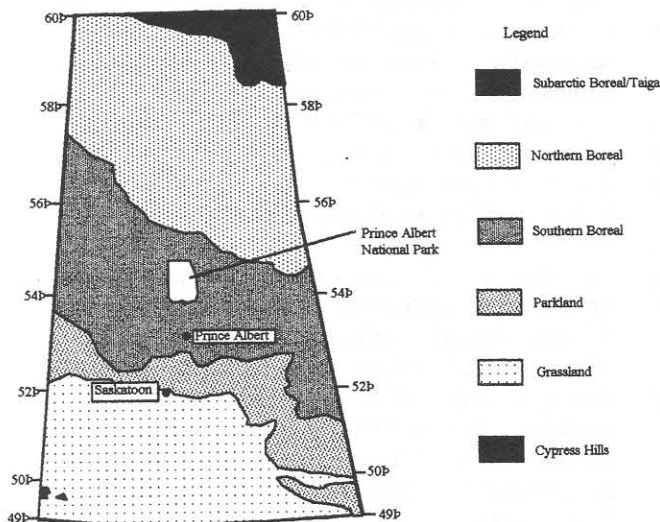 60Þ
60Þ
Legend
Subarctic Boreal/Taiga
58Þ
58Þ
Northern Boreal
56Þ
56Þ
Prince Albert
National Park
Southern Boreal
54Þ
54Þ
Parkland
Prince Albert
52Þ
Saskatoon
52Þ
Grassland
50Þ
50Þ
Cypress Hills
49Þ
49Þ